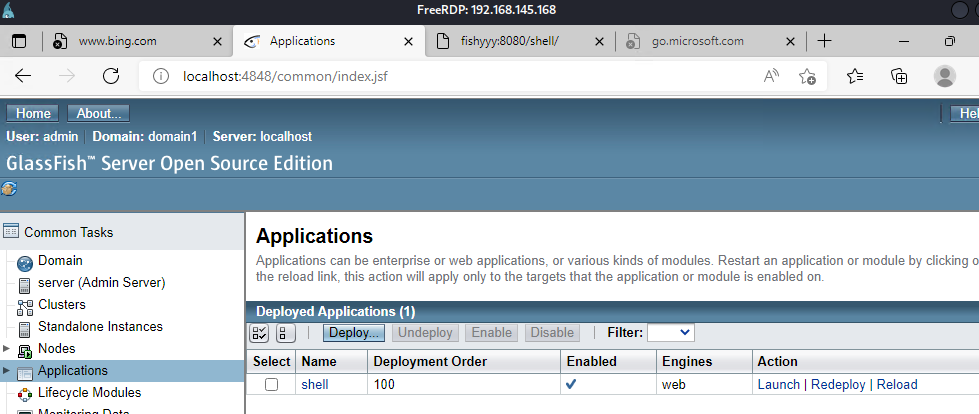 FreeRDP: 192.168.145.168
www.bing.com Applications fishyyy:8080/shell/ go.microsoft.com
localhost:4848/common/index.jsf
Home About...
User: admin Domain: domain1 Server: localhost
GlassFish™ Server Open Source Edition
Common Tasks
Domain
server (Admin Server)
Clusters
Standalone Instances
Nodes
Applications
Lifecycle Modules
Monitoring Data
Applications
Applications can be enterprise or web applications, or various kinds of modules. Restart an application or module by clicking o
the reload link, this action will apply only to the targets that the application or module is enabled on.
Deployed Applications (1)
Deploy... Undeploy Enable Disable Filter:
Select Name Deployment Order Enabled Engines Action
shell 100 web Launch | Redeploy | Reload